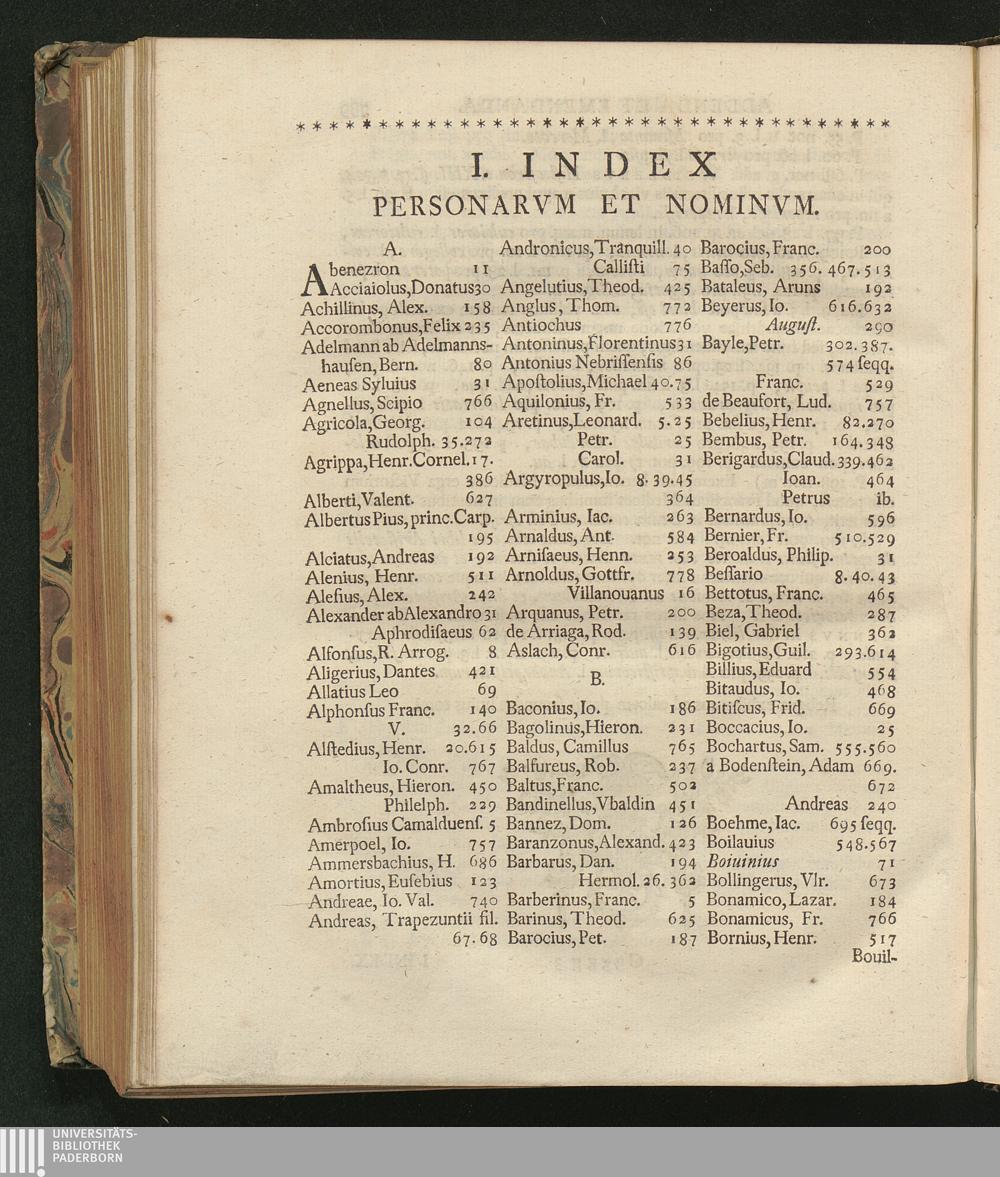 I. INDEX
PERSONARVM ET NOMINVM.
A.
Abenezron 11
Acciaiolus, Donatus 30
Achillinus, Alex. 158
Accorombonus, Felix 235
Adelmann ab Adelmanns-
hauſen, Bern. 80
Aeneas Syluius 31
Agnellus, Scipio 766
Agricola, Georg. 104
Rudolph. 35.272
Agrippa, Henr. Cornel. 17.
386
Alberti, Valent. 627
Albertus Pius, princ. Carp.
195
Alciatus, Andreas 192
Alenius, Henr. 511
Aleſius, Alex. 242
Alexander ab Alexandro 31
Aphrodiſaeus 62
Alfonſus, R. Arrog. 8
Aligerius, Dantes 421
Allatius Leo 69
Alphonſus Franc. 140
V. 32.66
Alſtedius, Henr. 20.615
Io. Conr. 767
Amaltheus, Hieron. 450
Philelph. 229
Ambroſius Camalduenſ. 5
Amerpoel, Io. 757
Ammersbachius, H. 686
Amortius, Euſebius 123
Andreae, Io. Val. 740
Andreas, Trapezuntii fil.
67.68
Andronicus, Tranquill. 40
Calliſti 75
Angelutius, Theod. 425
Anglus, Thom. 772
Antiochus 776
Antoninus, Florentinus 31
Antonius Nebriſſenſis 86
Apoſtolius, Michael 40.75
Aquilonius, Fr. 533
Aretinus, Leonard. 5.25
Petr. 25
Carol. 31
Argyropulus, Io. 8.39.45
364
Arminius, Iac. 263
Arnaldus, Ant. 584
Arniſaeus, Henn. 253
Arnoldus, Gottfr. 778
Villanouanus 16
Arquanus, Petr. 200
de Arriaga, Rod. 139
Aslach, Conr. 616
B.
Baconius, Io. 186
Bagolinus, Hieron. 231
Baldus, Camillus 765
Balfureus, Rob. 237
Baltus, Franc. 502
Bandinellus, Vbaldin 451
Bannez, Dom. 126
Baranzonus, Alexand. 423
Barbarus, Dan. 194
Hermol. 26.362
Barberinus, Franc. 5
Barinus, Theod. 625
Barocius, Pet. 187
Barocius, Franc. 200
Baſſo, Seb. 356.467.513
Bataleus, Aruns 192
Beyerus, Io. 616.632
Auguſt. 290
Bayle, Petr. 302.387.
574 ſeqq.
Franc. 529
de Beaufort, Lud. 757
Bebelius, Henr. 82.270
Bembus, Petr. 164.348
Berigardus, Claud. 339.462
Ioan. 464
Petrus ib.
Bernardus, Io. 596
Bernier, Fr. 510.529
Beroaldus, Philip. 31
Beſſario 8.40.43
Bettotus, Franc. 465
Beza, Theod. 287
Biel, Gabriel 362
Bigotius, Guil. 293.614
Billius, Eduard 554
Bitaudus, Io. 468
Bitiſcus, Frid. 669
Boccacius, Io. 25
Bochartus, Sam. 555.560
a Bodenſtein, Adam 669.
672
Andreas 240
Boehme, Iac. 695 ſeqq.
Boilauius 548.567
Boiuinius 71
Bollingerus, Vlr. 673
Bonamico, Lazar. 184
Bonamicus, Fr. 766
Bornius, Henr. 517
Bouil-
UNIVERSITÄTS-
BIBLIOTHEK
PADERBORN